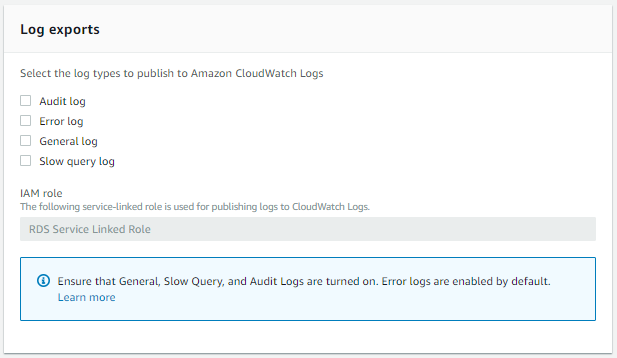 Log exports
Select the log types to publish to Amazon CloudWatch Logs
Audit log
Error log
General log
Slow query log
IAM role
The following service-linked role is used for publishing logs to CloudWatch Logs.
RDS Service Linked Role
Ensure that General, Slow Query, and Audit Logs are turned on. Error logs are enabled by default.
Learn more